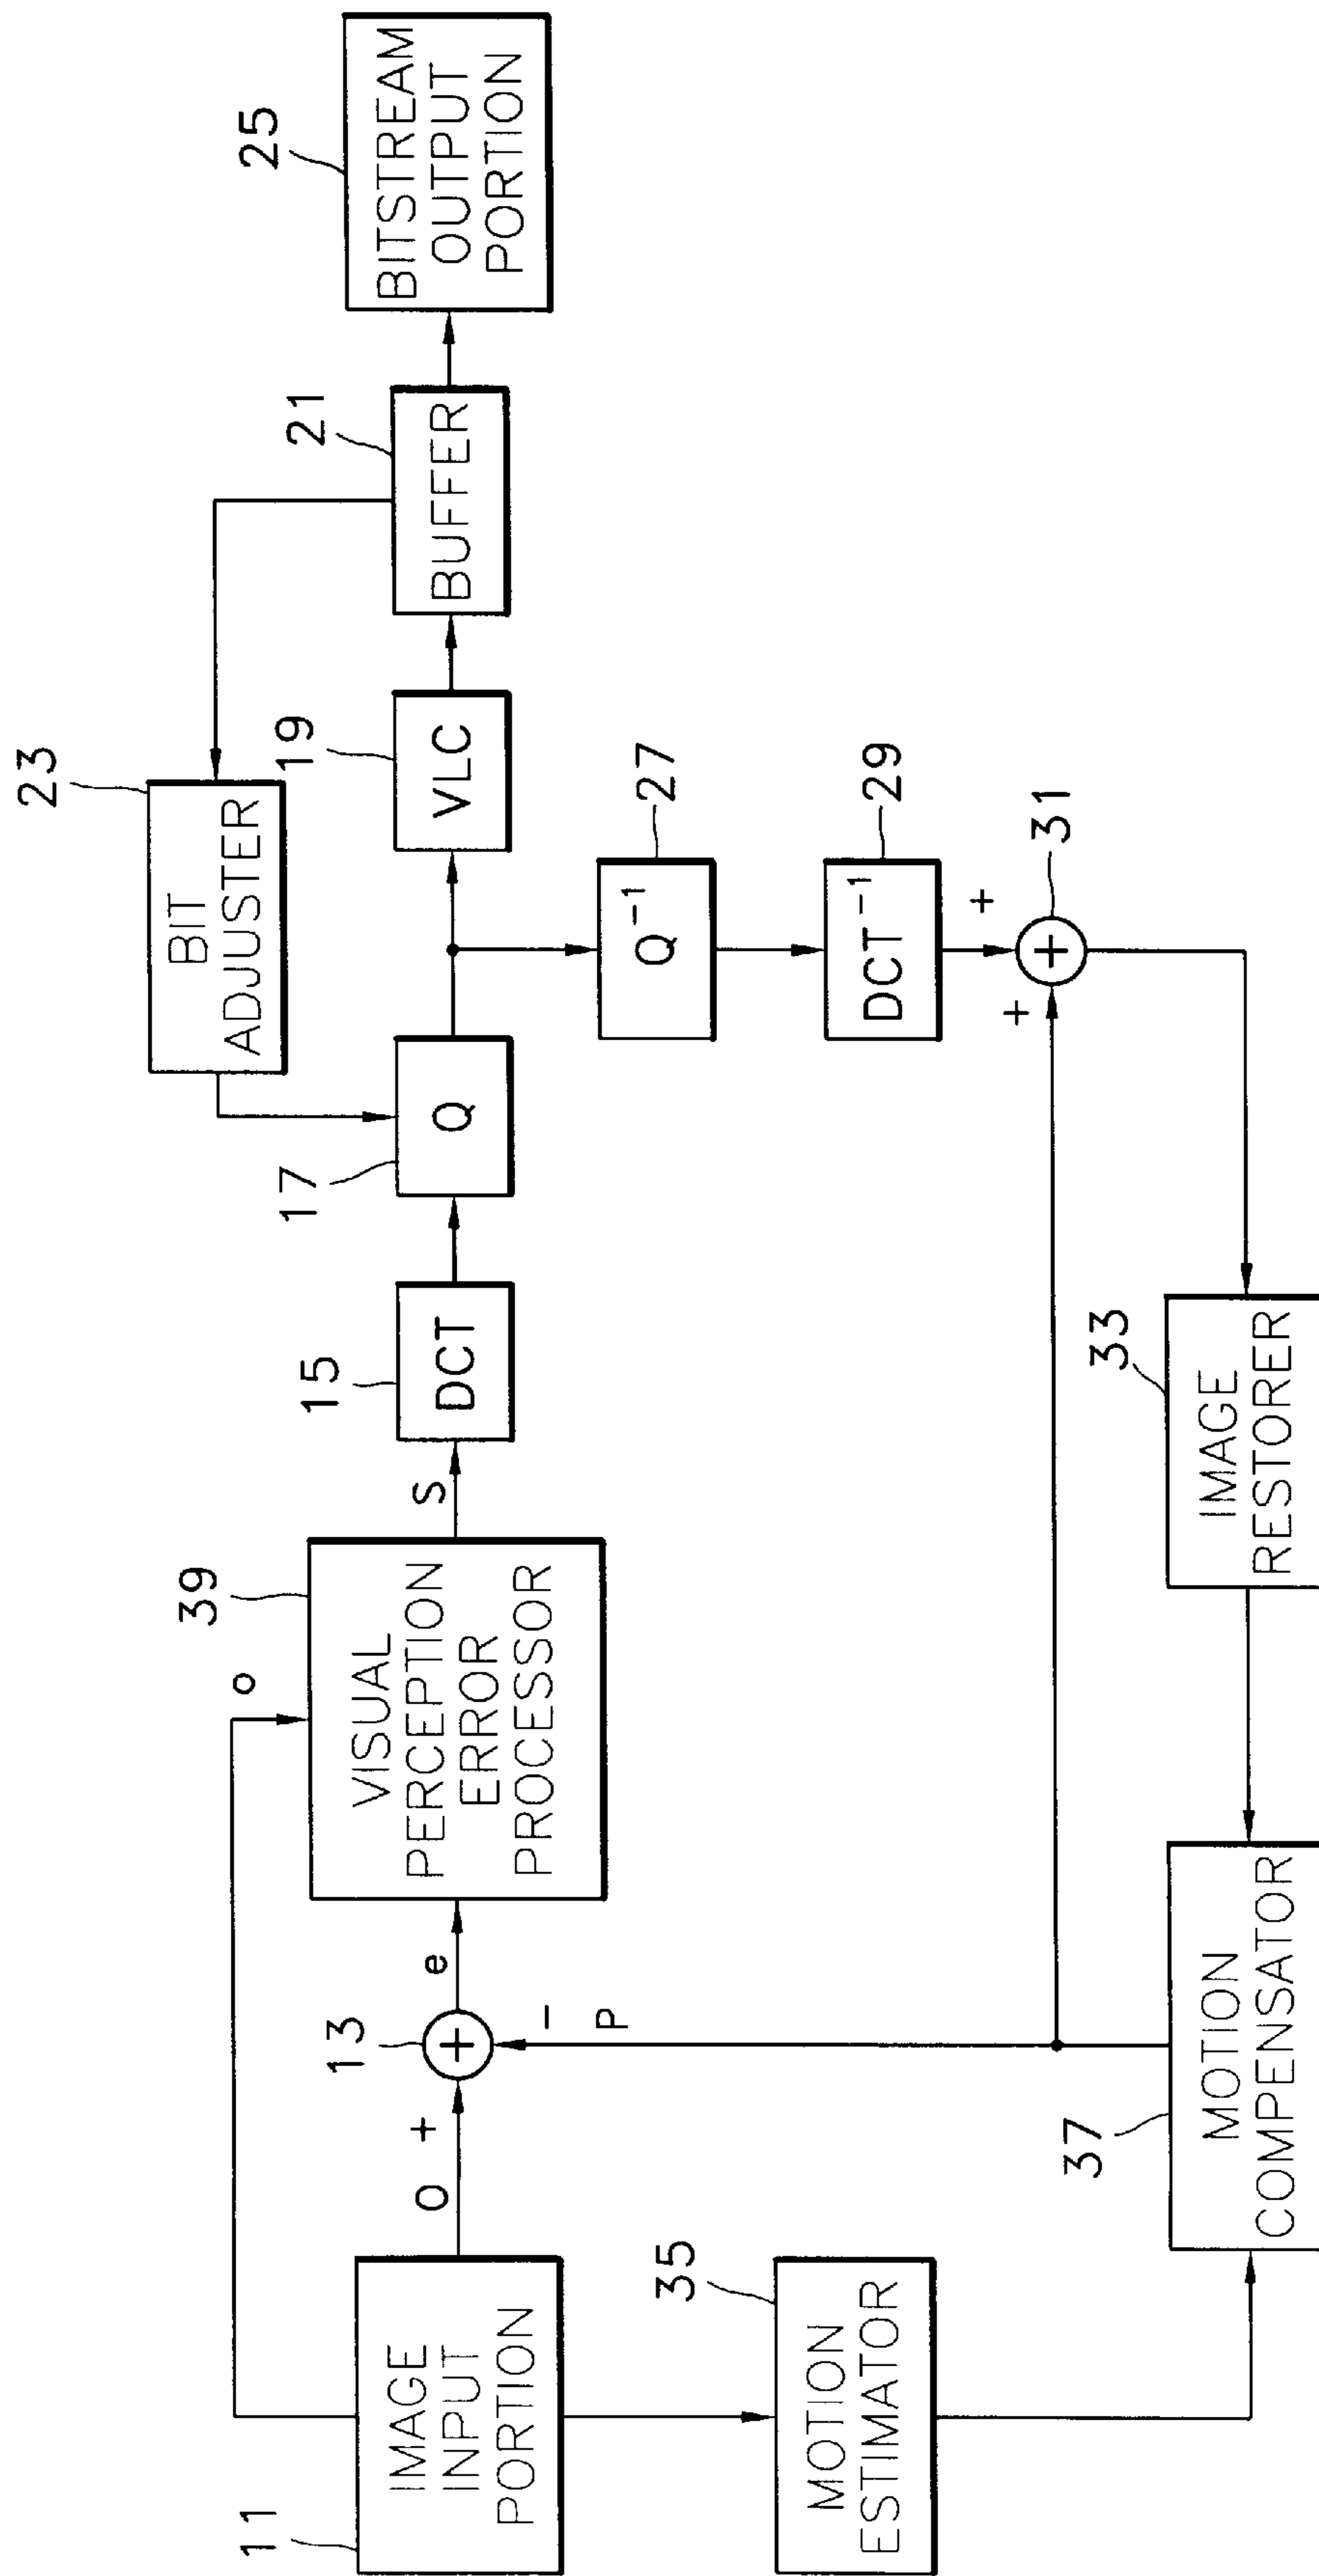 23
BIT
ADJUSTER
o
39
VISUAL
PERCEPTION
ERROR
PROCESSOR
15
DCT
17
Q
19
VLC
21
BUFFER
25
BITSTREAM
OUTPUT
PORTION
11
IMAGE
INPUT
PORTION
O
+
13
+
e
S
−
P
Q⁻¹
27
DCT⁻¹
29
+
+
+
31
35
MOTION
ESTIMATOR
37
MOTION
COMPENSATOR
33
IMAGE
RESTORER